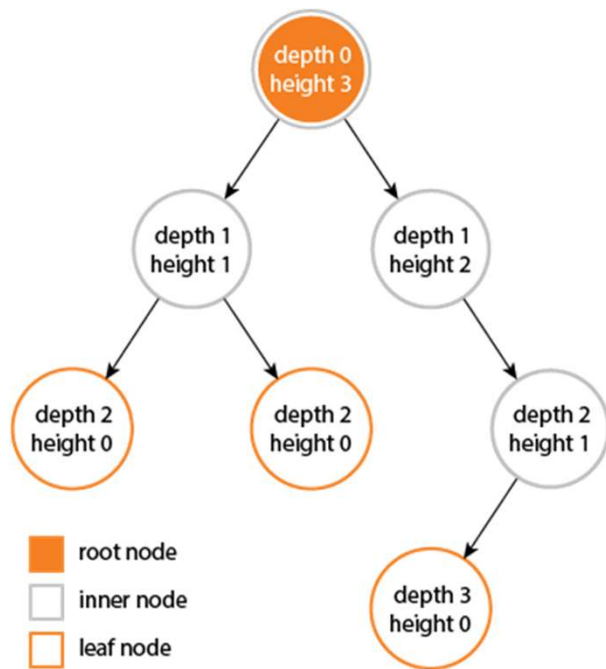 depth 0
height 3
depth 1
height 1
depth 1
height 2
depth 2
height 0
depth 2
height 0
depth 2
height 1
depth 3
height 0
root node
inner node
leaf node